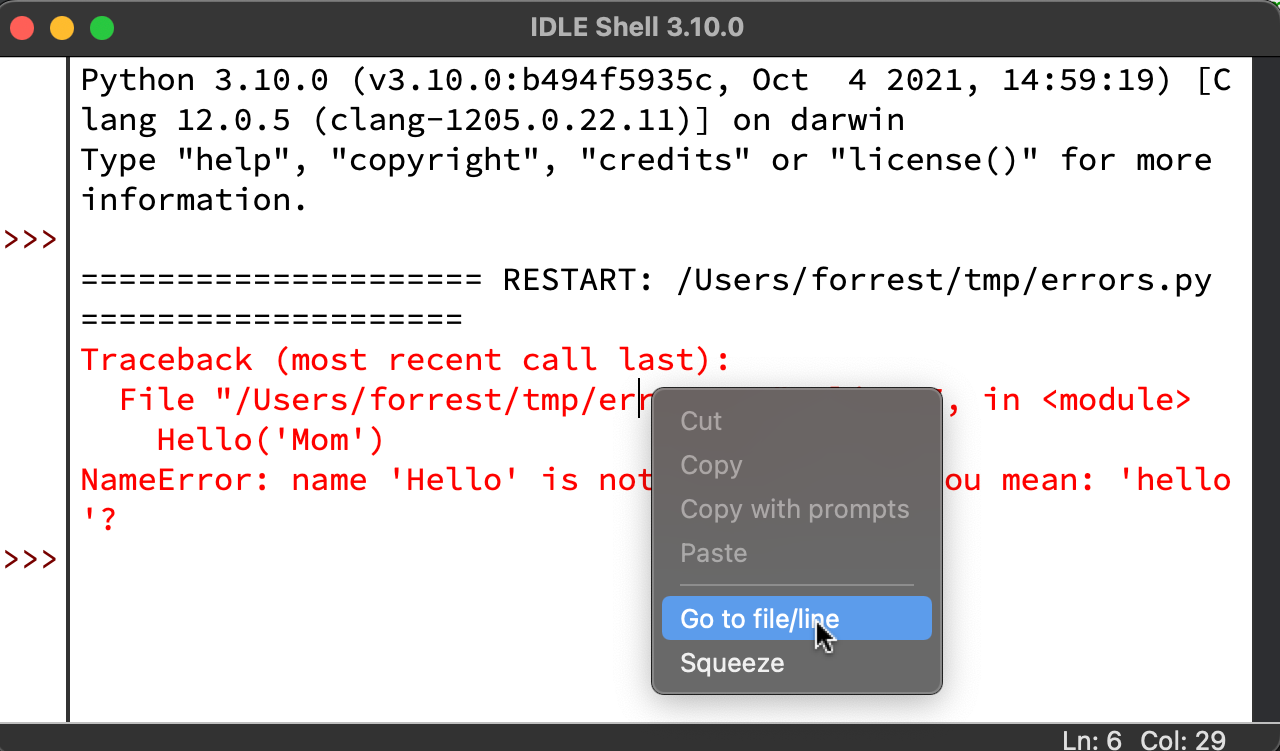 IDLE Shell 3.10.0
Python 3.10.0 (v3.10.0:b494f5935c, Oct  4 2021, 14:59:19) [C
lang 12.0.5 (clang-1205.0.22.11)] on darwin
Type "help", "copyright", "credits" or "license()" for more
information.
>>>
===================== RESTART: /Users/forrest/tmp/errors.py
====================
Traceback (most recent call last):
  File "/Users/forrest/tmp/err , in <module>
    Hello('Mom')
NameError: name 'Hello' is not ou mean: 'hello
'?
>>>
Cut
Copy
Copy with prompts
Paste
Go to file/line
Squeeze
Ln: 6 Col: 29